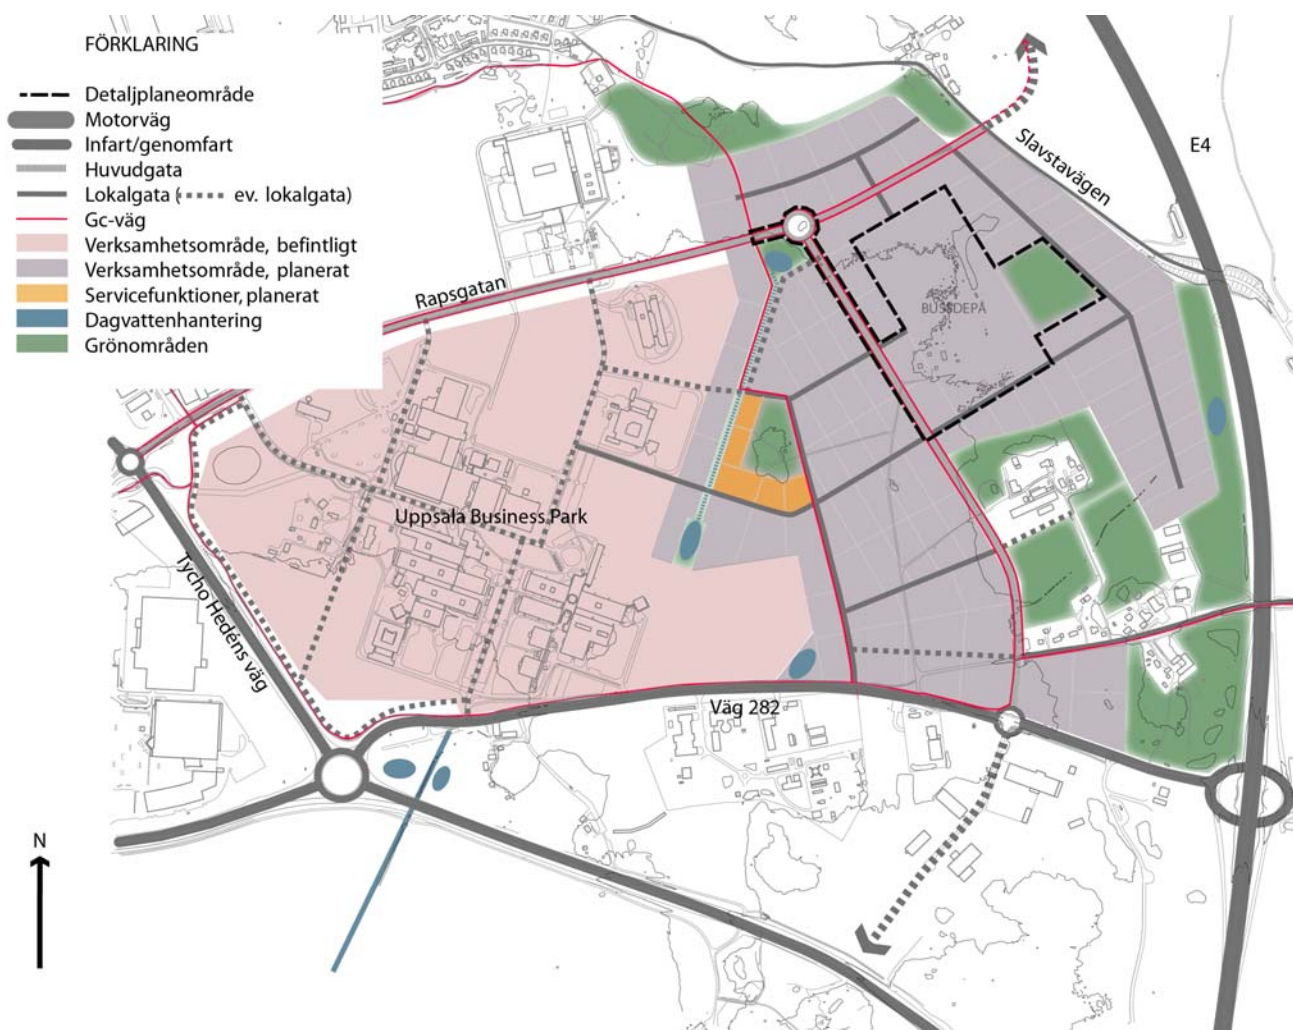 FÖRKLARING
Detaljplaneområde
Motorväg
Infart/genomfart
Huvudgata
Lokalgata ( ev. lokalgata)
Gc-väg
Verksamhetsområde, befintligt
Verksamhetsområde, planerat
Servicefunktioner, planerat
Dagvattenhantering
Grönområden
E4
Slavstavägen
Rapsgatan
BUSSDEPÅ
Uppsala Business Park
Tycho Hedéns väg
Väg 282
N